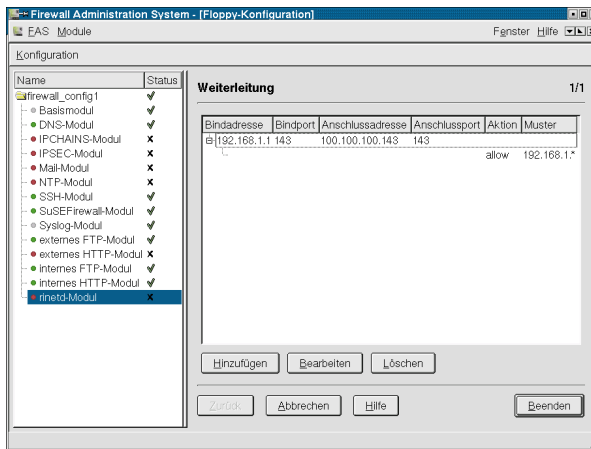 Firewall Administration System - [Floppy-Konfiguration]
FAS Module Fenster Hilfe
Konfiguration
Name Status
firewall_config1
Basismodul
DNS-Modul
IPCHAINS-Modul
IPSEC-Modul
Mail-Modul
NTP-Modul
SSH-Modul
SuSEFirewall-Modul
Syslog-Modul
externes FTP-Modul
externes HTTP-Modul
internes FTP-Modul
internes HTTP-Modul
rinetd-Modul
Weiterleitung 1/1
Bindadresse Bindport Anschlussadresse Anschlussport Aktion Muster
192.168.1.1 143 100.100.100.143 143
allow 192.168.1.*
Hinzufügen Bearbeiten Löschen
Zurück Abbrechen Hilfe Beenden